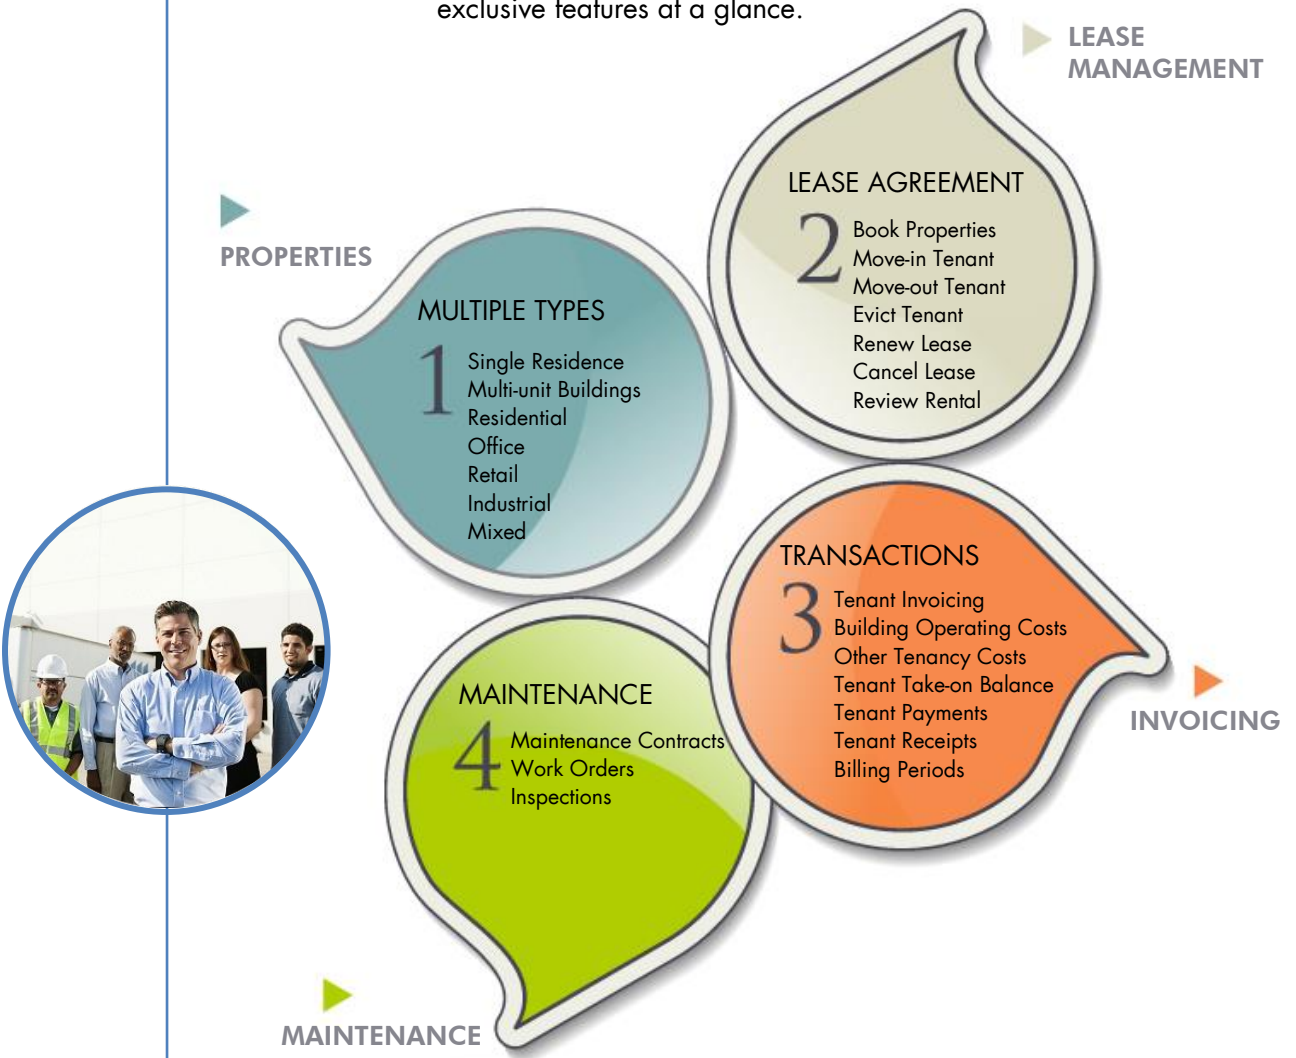 exclusive features at a glance.
LEASE
MANAGEMENT
PROPERTIES
MULTIPLE TYPES
1
Single Residence
Multi-unit Buildings
Residential
Office
Retail
Industrial
Mixed
LEASE AGREEMENT
2
Book Properties
Move-in Tenant
Move-out Tenant
Evict Tenant
Renew Lease
Cancel Lease
Review Rental
TRANSACTIONS
3
Tenant Invoicing
Building Operating Costs
Other Tenancy Costs
Tenant Take-on Balance
Tenant Payments
Tenant Receipts
Billing Periods
INVOICING
MAINTENANCE
4
Maintenance Contracts
Work Orders
Inspections
MAINTENANCE